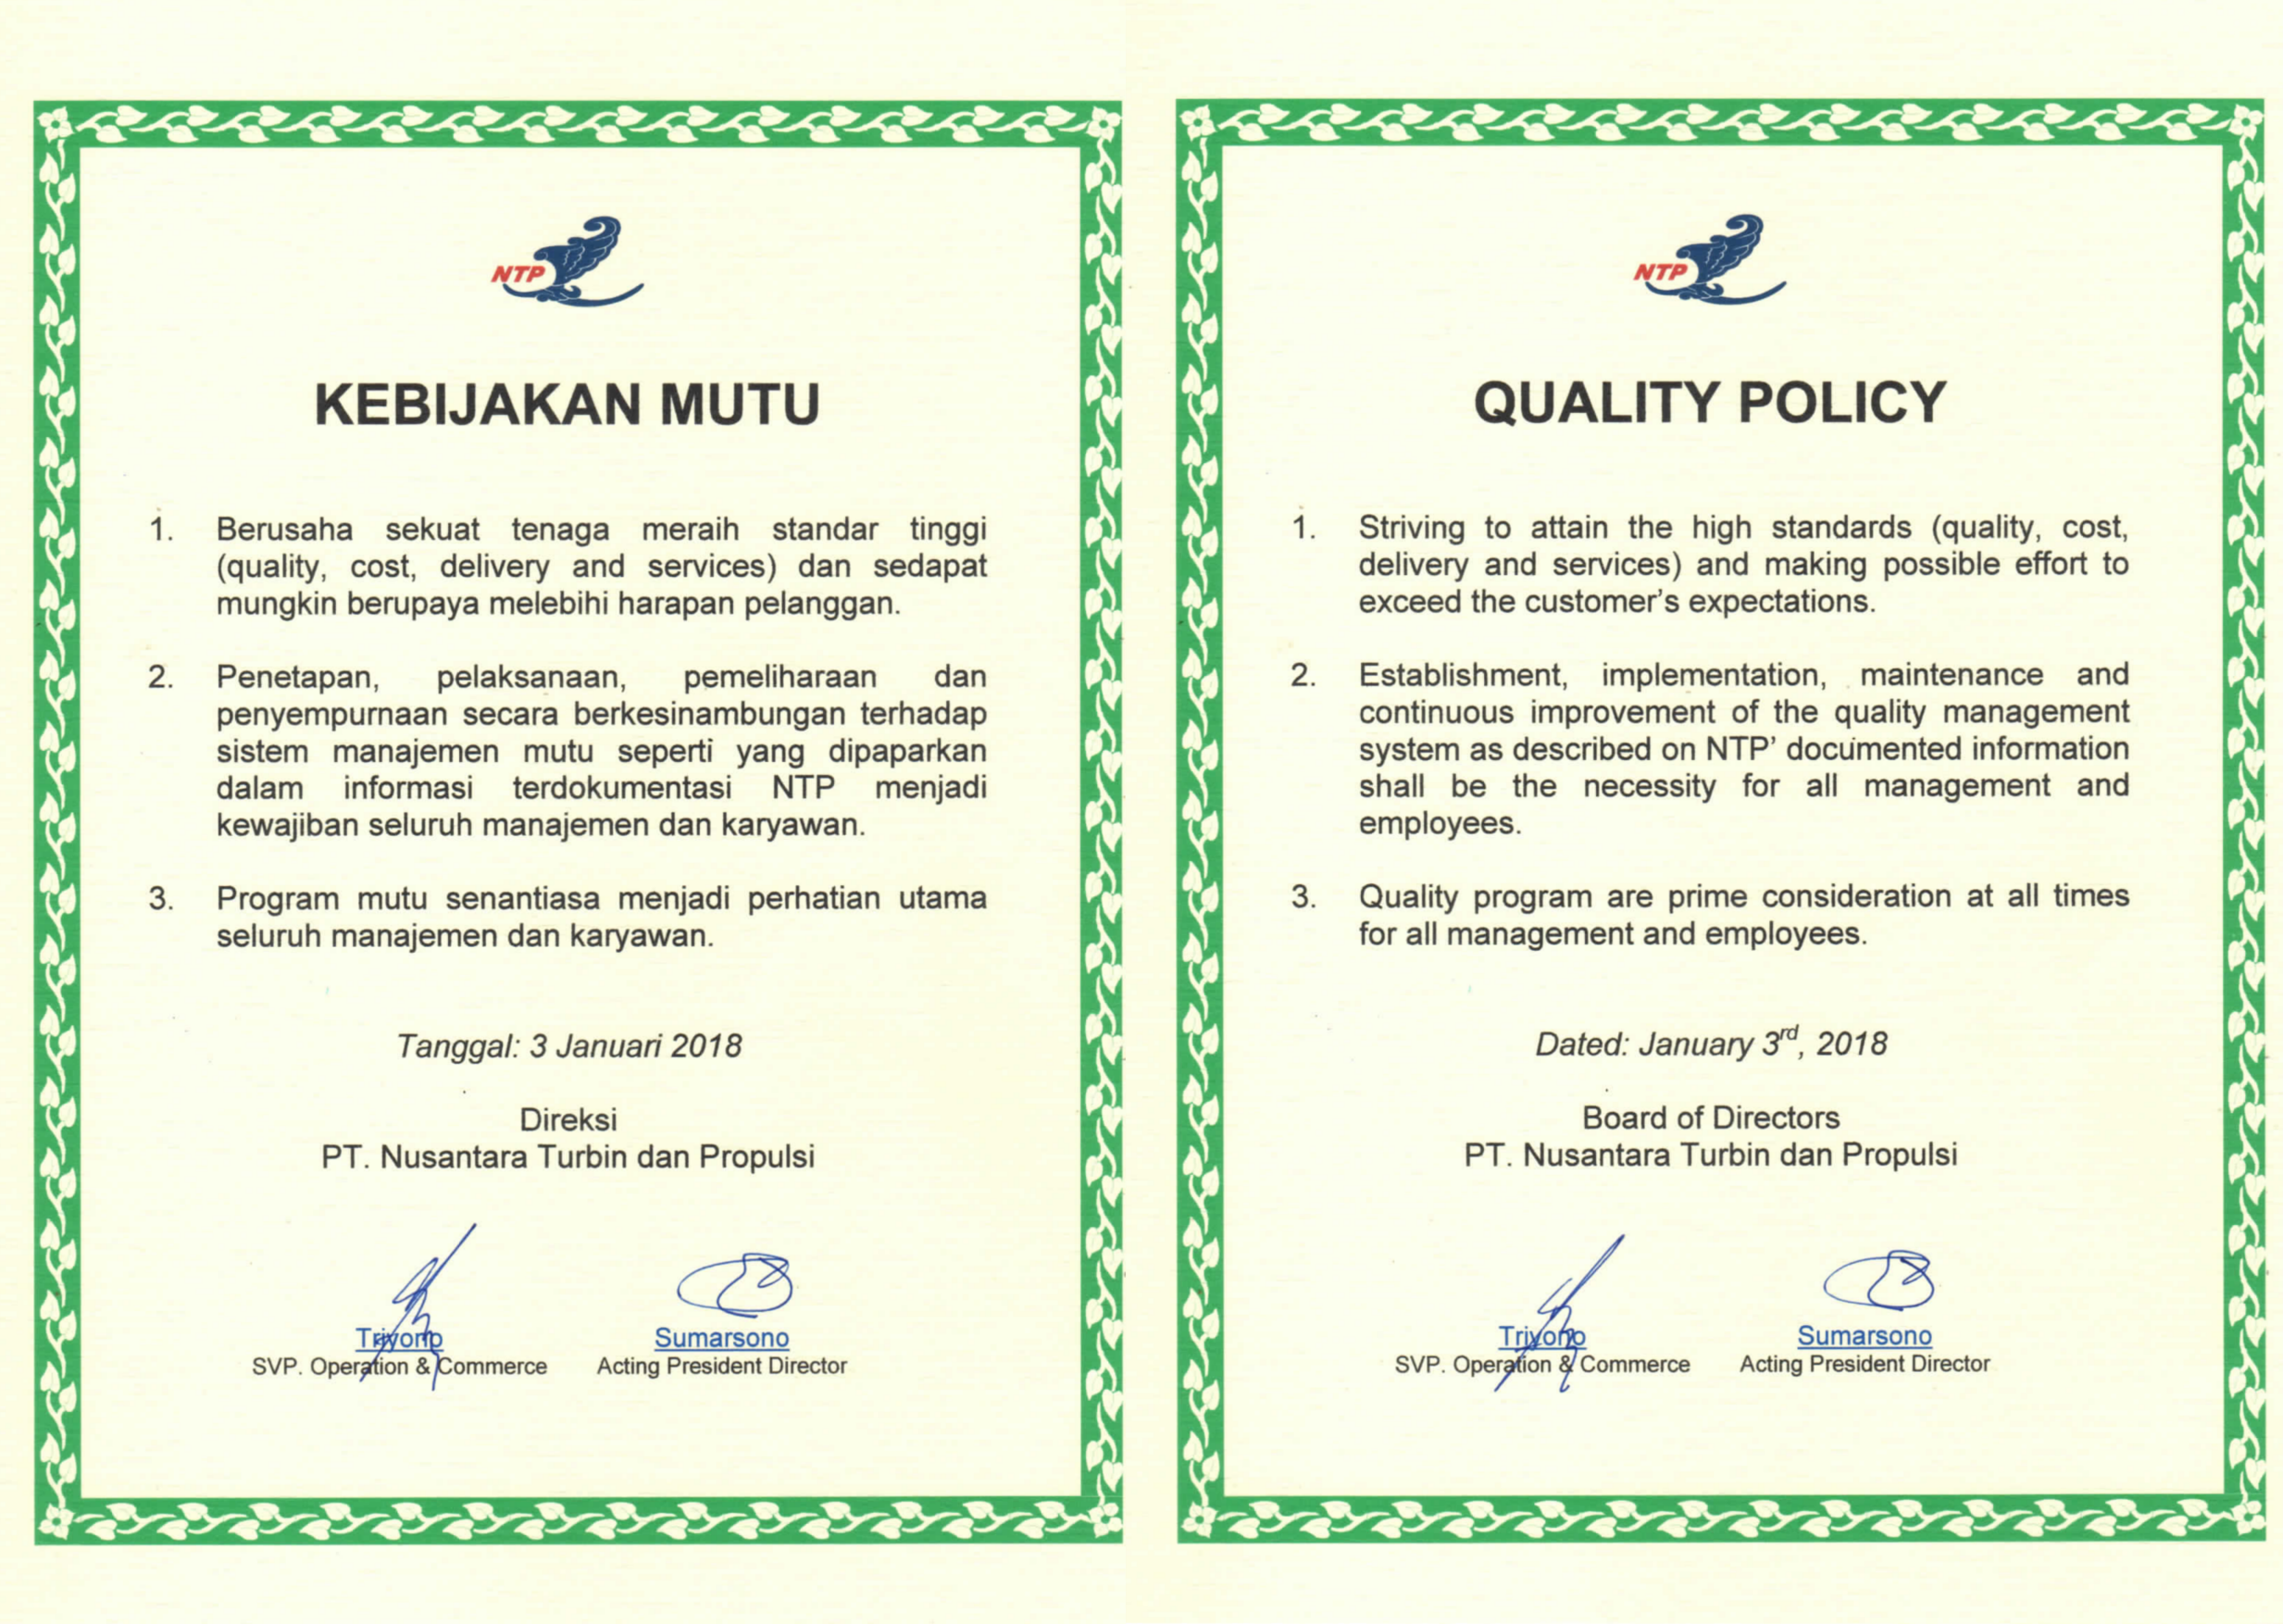 NTP
KEBIJAKAN MUTU
1. Berusaha sekuat tenaga meraih standar tinggi
(quality, cost, delivery and services) dan sedapat
mungkin berupaya melebihi harapan pelanggan.
2. Penetapan, pelaksanaan, pemeliharaan dan
penyempurnaan secara berkesinambungan terhadap
sistem manajemen mutu seperti yang dipaparkan
dalam informasi terdokumentasi NTP menjadi
kewajiban seluruh manajemen dan karyawan.
3. Program mutu senantiasa menjadi perhatian utama
seluruh manajemen dan karyawan.
Tanggal: 3 Januari 2018
Direksi
PT. Nusantara Turbin dan Propulsi
Triyono Sumarsono
SVP. Operation & Commerce Acting President Director
NTP
QUALITY POLICY
1. Striving to attain the high standards (quality, cost,
delivery and services) and making possible effort to
exceed the customer's expectations.
2. Establishment, implementation, maintenance and
continuous improvement of the quality management
system as described on NTP' documented information
shall be the necessity for all management and
employees.
3. Quality program are prime consideration at all times
for all management and employees.
Dated: January 3rd, 2018
Board of Directors
PT. Nusantara Turbin dan Propulsi
Triyono Sumarsono
SVP. Operation & Commerce Acting President Director